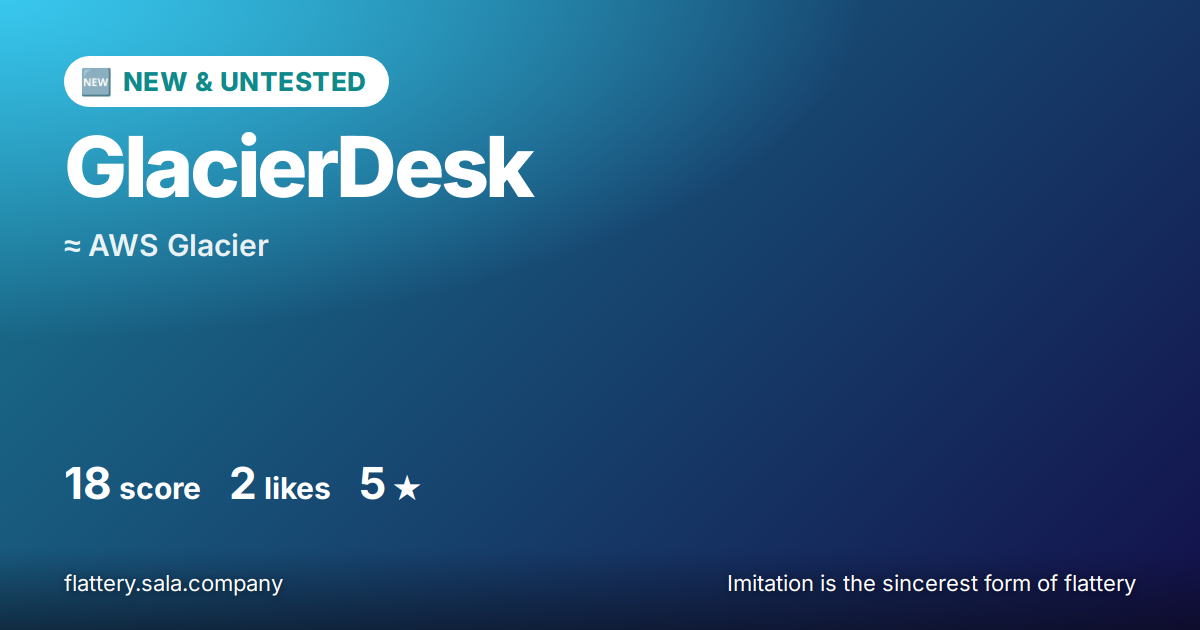 🆕 NEW & UNTESTED
GlacierDesk
≈ AWS Glacier
18 score 2 likes 5 ★
flattery.sala.company
Imitation is the sincerest form of flattery